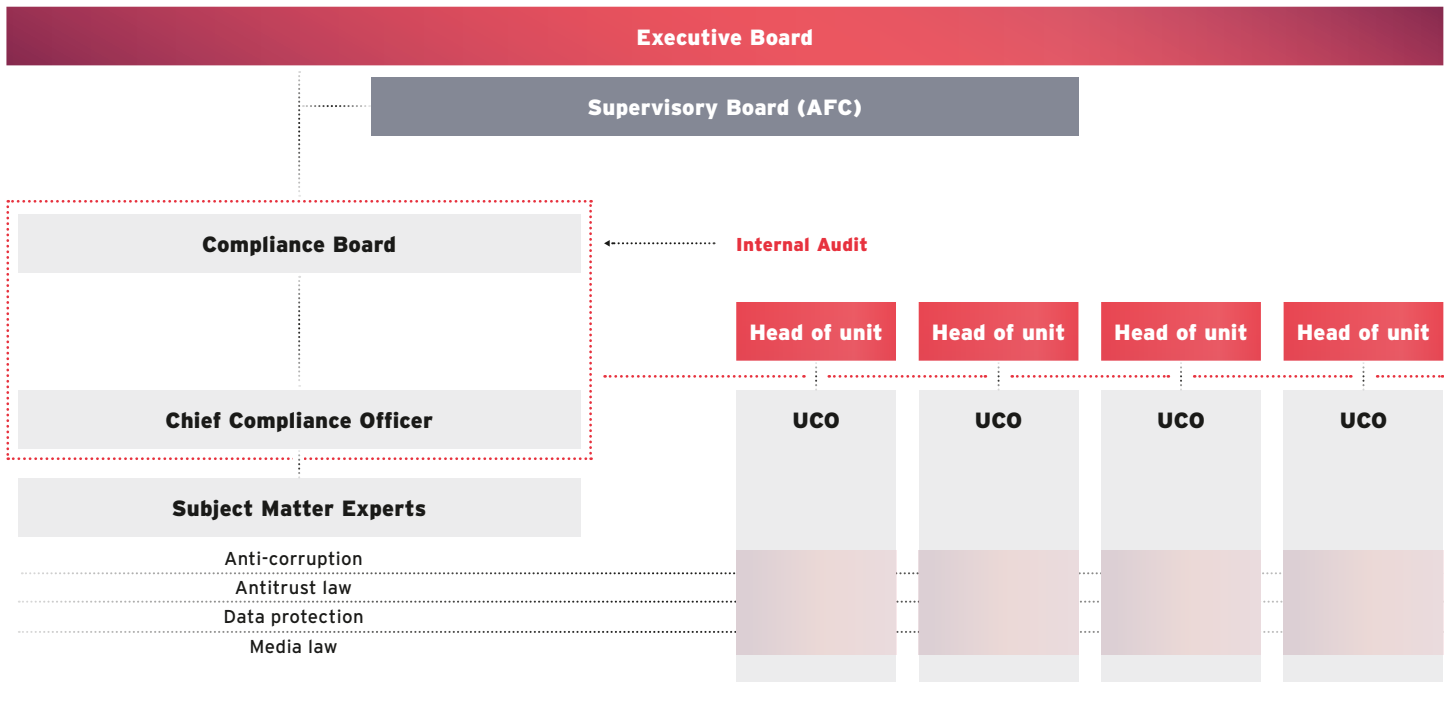 Executive Board
Supervisory Board (AFC)
Compliance Board
Internal Audit
Head of unit
Head of unit
Head of unit
Head of unit
Chief Compliance Officer
UCO
UCO
UCO
UCO
Subject Matter Experts
Anti-corruption
Antitrust law
Data protection
Media law